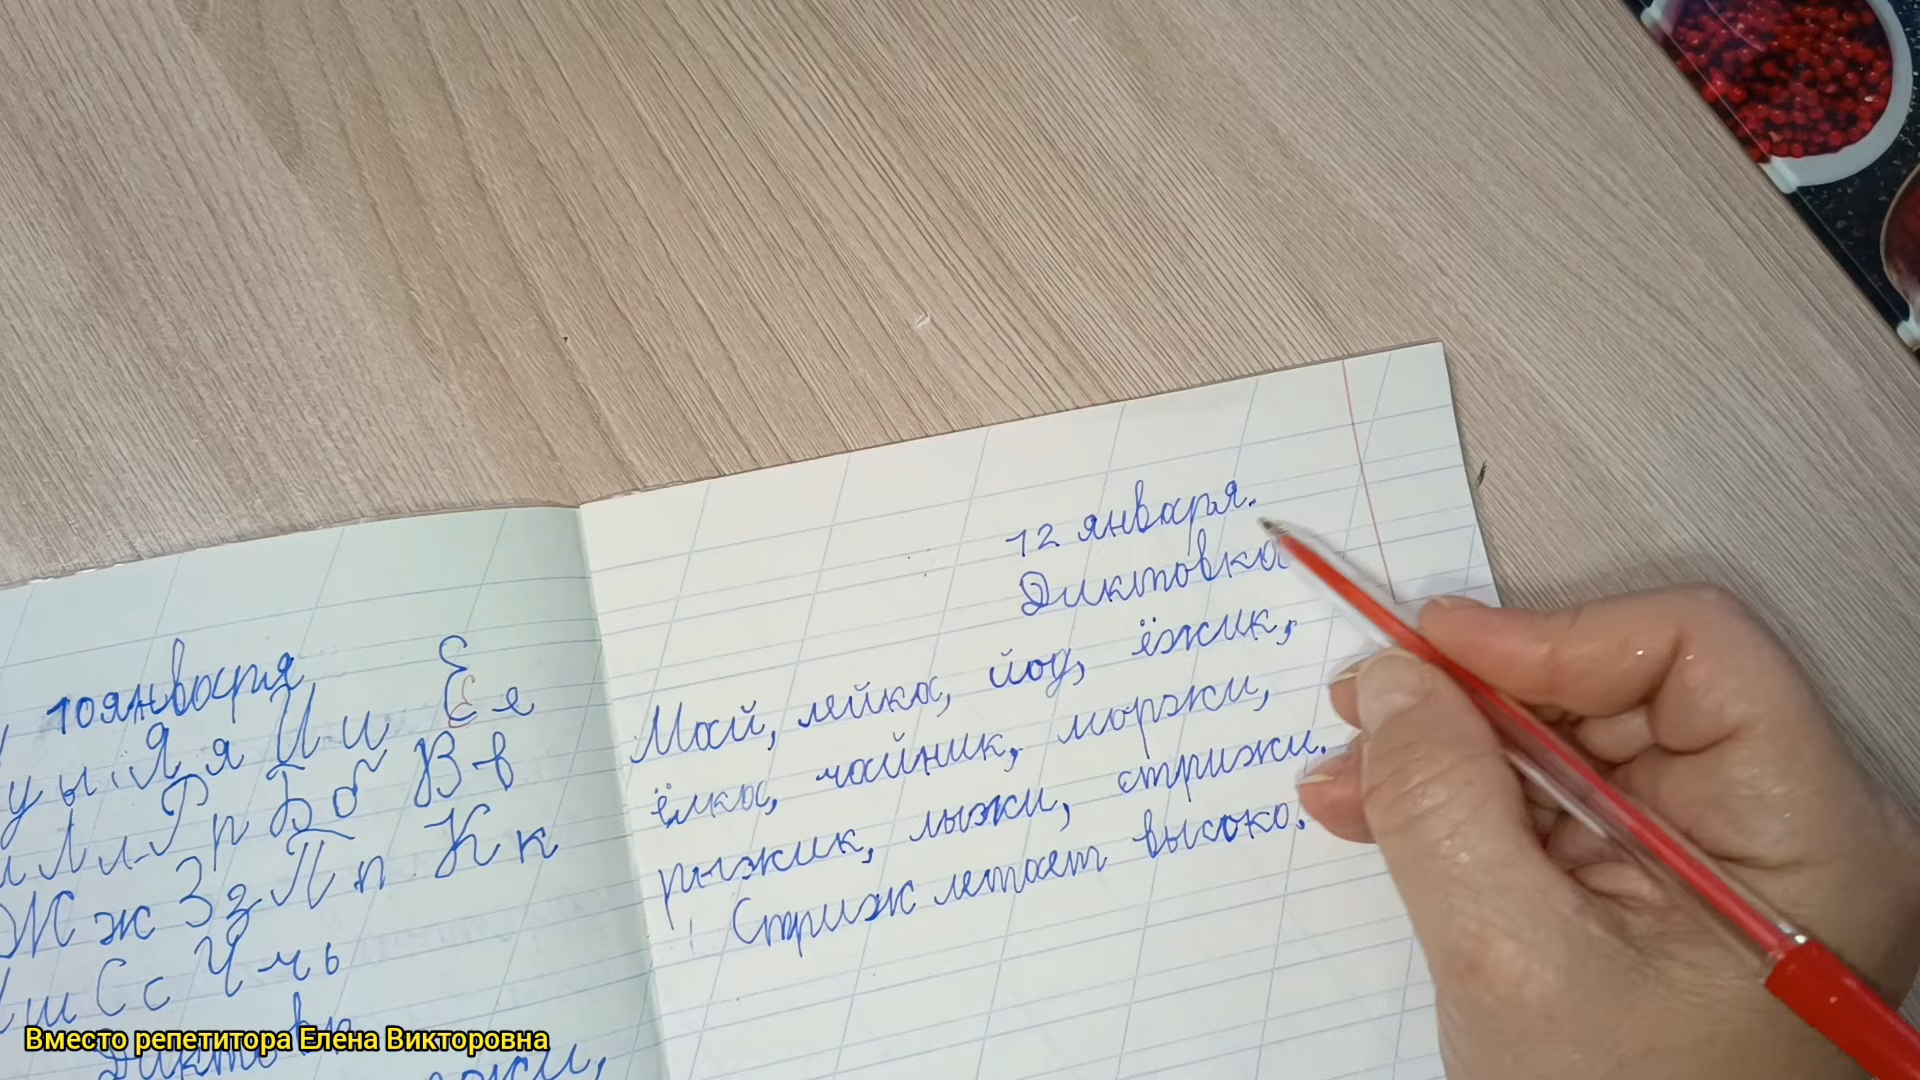 10 января
у ы Я я И и Е
Е я
Л л Р р Б б В в
Ж ж З з П п К к
ш С с Ч ч ь
Диктовк
12 января.
Диктовка
Май, лейка, йод, ёжик,
ёлка, чайник, моржи,
рыжик, лыжи, стрижи.
Стриж летает высоко.
Вместо репетитора Елена Викторовна